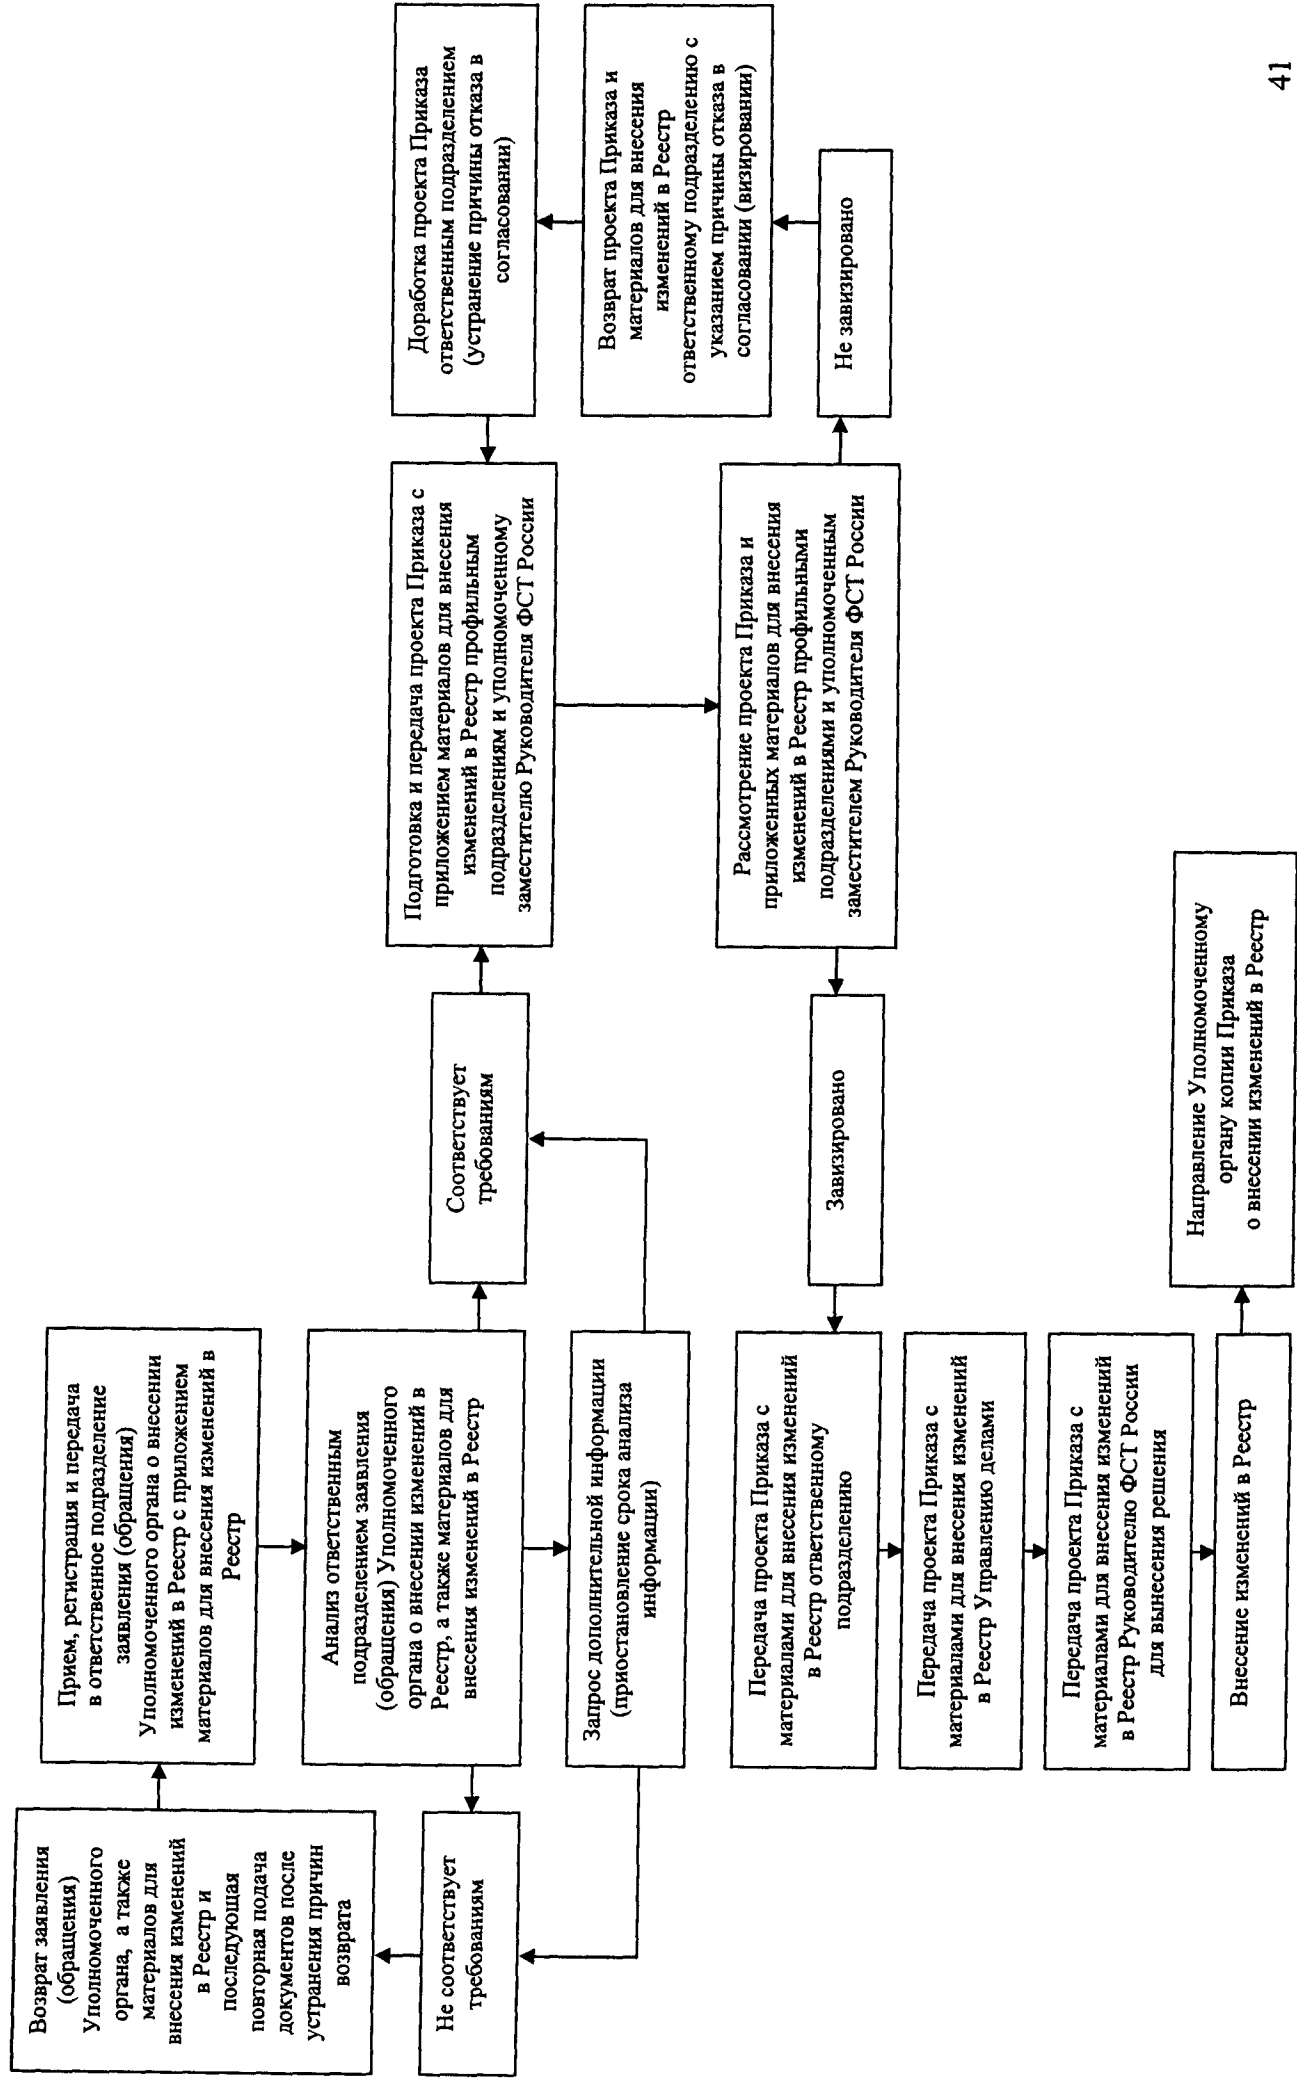 Возврат заявления
(обращения)
Уполномоченного
органа, а также
материалов для
внесения изменений
в Реестр и
последующая
повторная подача
документов после
устранения причин
возврата
Прием, регистрация и передача
в ответственное подразделение
заявления (обращения)
Уполномоченного органа о внесении
изменений в Реестр с приложением
материалов для внесения изменений в
Реестр
Не соответствует
требованиям
Анализ ответственным
подразделением заявления
(обращения) Уполномоченного
органа о внесении изменений в
Реестр, а также материалов для
внесения изменений в Реестр
Соответствует
требованиям
Подготовка и передача проекта Приказа с
приложением материалов для внесения
изменений в Реестр профильным
подразделениям и уполномоченному
заместителю Руководителя ФСТ России
Доработка проекта Приказа
ответственным подразделением
(устранение причины отказа в
согласовании)
Запрос дополнительной информации
(приостановление срока анализа
информации)
Возврат проекта Приказа и
материалов для внесения
изменений в Реестр
ответственному подразделению с
указанием причины отказа в
согласовании (визировании)
Передача проекта Приказа с
материалами для внесения изменений
в Реестр ответственному
подразделению
Завизировано
Рассмотрение проекта Приказа и
приложенных материалов для внесения
изменений в Реестр профильными
подразделениями и уполномоченным
заместителем Руководителя ФСТ России
Не завизировано
Передача проекта Приказа с
материалами для внесения изменений
в Реестр Управлению делами
Передача проекта Приказа с
материалами для внесения изменений
в Реестр Руководителю ФСТ России
для вынесения решения
Внесение изменений в Реестр
Направление Уполномоченному
органу копии Приказа
о внесении изменений в Реестр
41